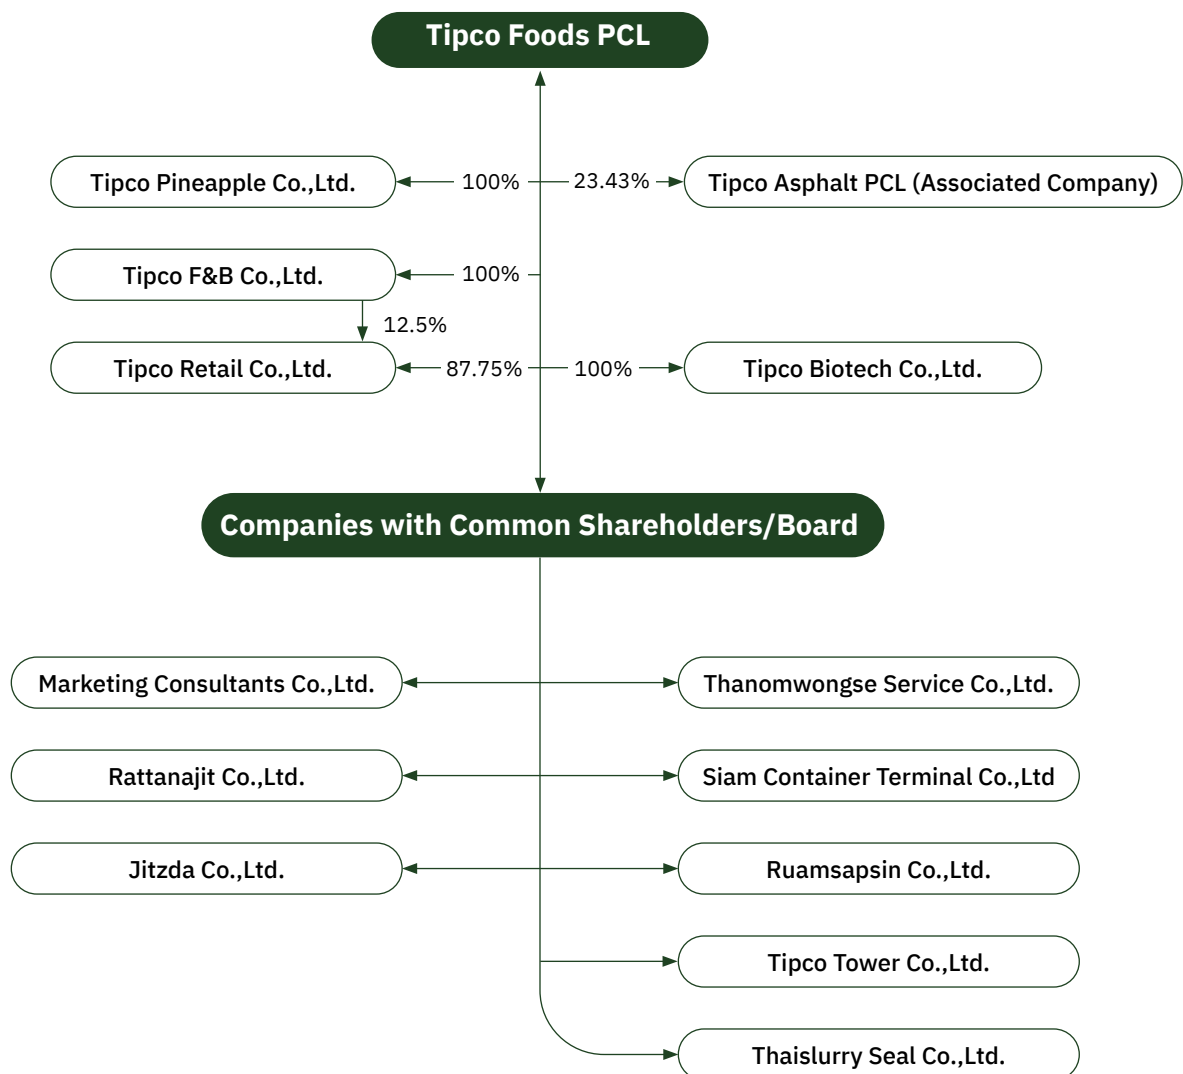 Tipco Foods PCL
Tipco Pineapple Co.,Ltd.
100%
23.43%
Tipco Asphalt PCL (Associated Company)
Tipco F&B Co.,Ltd.
100%
12.5%
Tipco Retail Co.,Ltd.
87.75%
100%
Tipco Biotech Co.,Ltd.
Companies with Common Shareholders/Board
Marketing Consultants Co.,Ltd.
Thanomwongse Service Co.,Ltd.
Rattanajit Co.,Ltd.
Siam Container Terminal Co.,Ltd
Jitzda Co.,Ltd.
Ruamsapsin Co.,Ltd.
Tipco Tower Co.,Ltd.
Thaislurry Seal Co.,Ltd.